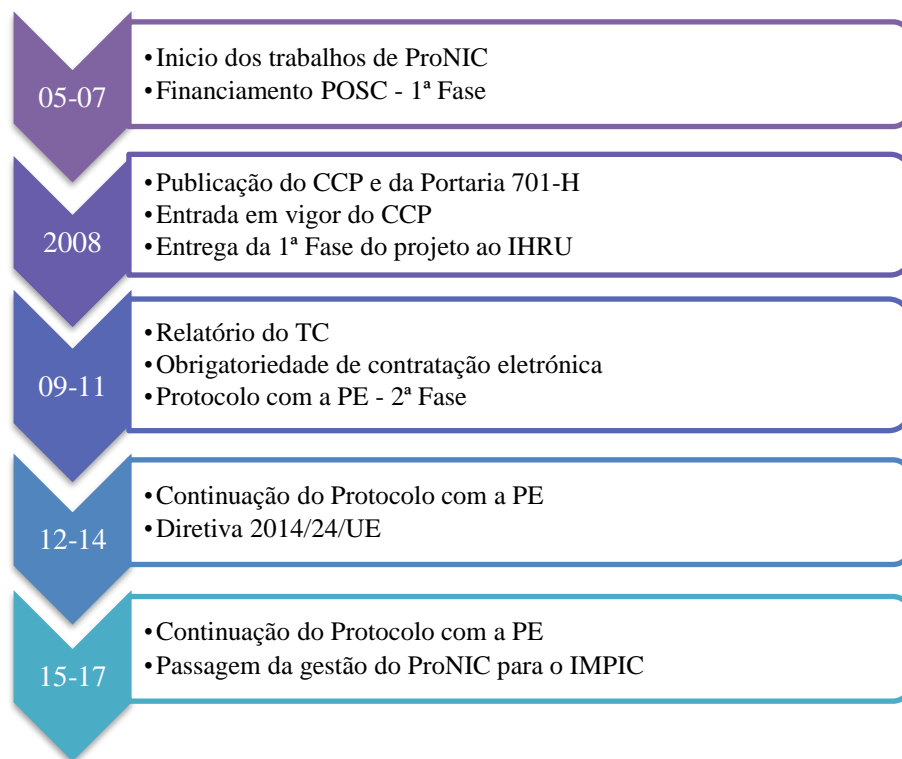 05-07
•Inicio dos trabalhos de ProNIC
•Financiamento POSC - 1ª Fase
2008
•Publicação do CCP e da Portaria 701-H
•Entrada em vigor do CCP
•Entrega da 1ª Fase do projeto ao IHRU
09-11
•Relatório do TC
•Obrigatoriedade de contratação eletrónica
•Protocolo com a PE - 2ª Fase
12-14
•Continuação do Protocolo com a PE
•Diretiva 2014/24/UE
15-17
•Continuação do Protocolo com a PE
•Passagem da gestão do ProNIC para o IMPIC